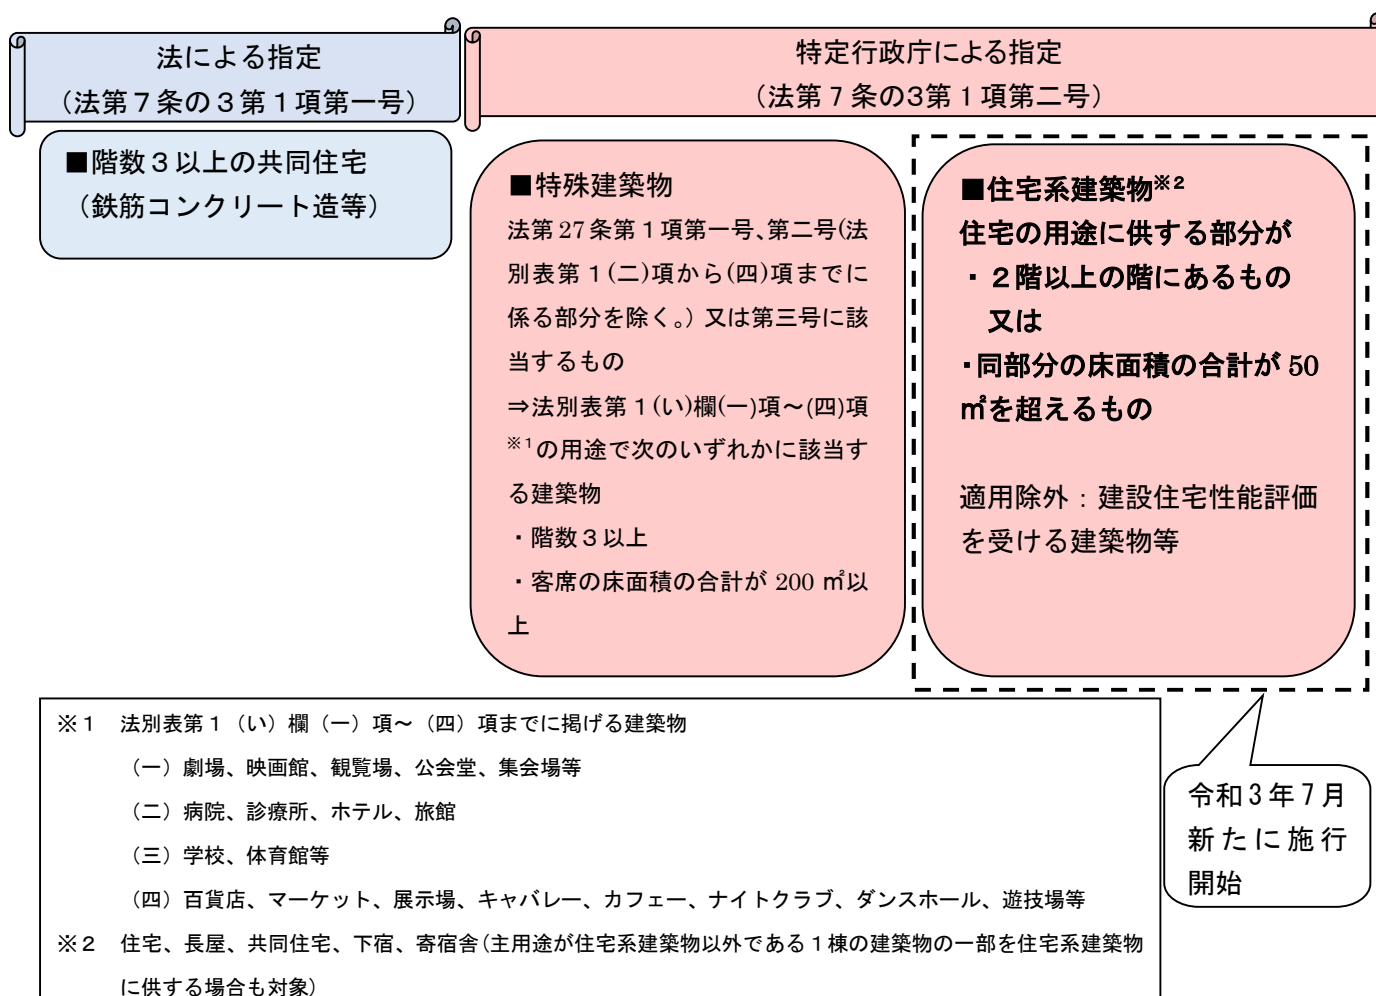 法による指定
（法第７条の３第１項第一号）
特定行政庁による指定
（法第７条の3第１項第二号）
■階数３以上の共同住宅
（鉄筋コンクリート造等）
■特殊建築物
法第27条第１項第一号、第二号(法
別表第１(二)項から(四)項までに
係る部分を除く。）又は第三号に該
当するもの
⇒法別表第１(い)欄(一)項～(四)項
※1の用途で次のいずれかに該当す
る建築物
・階数３以上
・客席の床面積の合計が 200 ㎡以
上
■住宅系建築物※2
住宅の用途に供する部分が
・２階以上の階にあるもの
又は
・同部分の床面積の合計が 50
㎡を超えるもの
適用除外：建設住宅性能評価
を受ける建築物等
※１　法別表第１（い）欄（一）項～（四）項までに掲げる建築物
（一）劇場、映画館、観覧場、公会堂、集会場等
（二）病院、診療所、ホテル、旅館
（三）学校、体育館等
（四）百貨店、マーケット、展示場、キャバレー、カフェー、ナイトクラブ、ダンスホール、遊技場等
※２　住宅、長屋、共同住宅、下宿、寄宿舎(主用途が住宅系建築物以外である１棟の建築物の一部を住宅系建築物
に供する場合も対象)
令和3年7月
新たに施行
開始